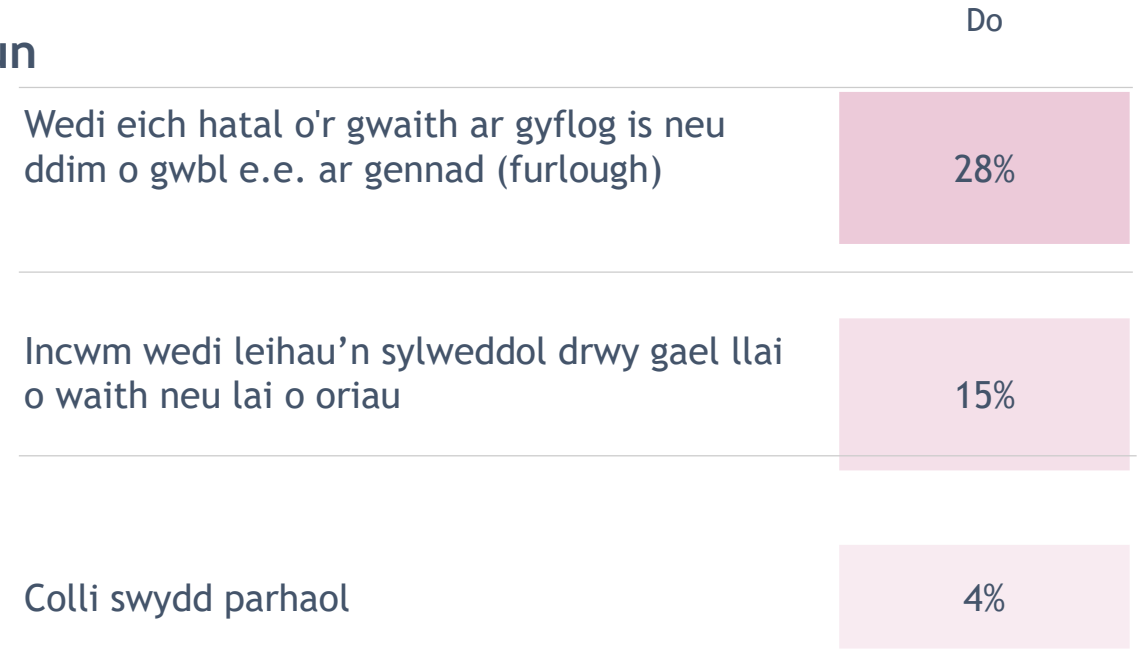 Do
un
Wedi eich hatal o'r gwaith ar gyflog is neu
ddim o gwbl e.e. ar gennad (furlough)
28%
Incwm wedi leihau’n sylweddol drwy gael llai
o waith neu lai o oriau
15%
Colli swydd parhaol
4%